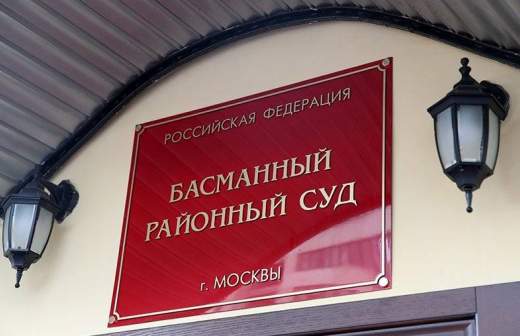 РОССИЙСКАЯ ФЕДЕРАЦИЯ
БАСМАННЫЙ
РАЙОННЫЙ СУД
г. МОСКВЫ